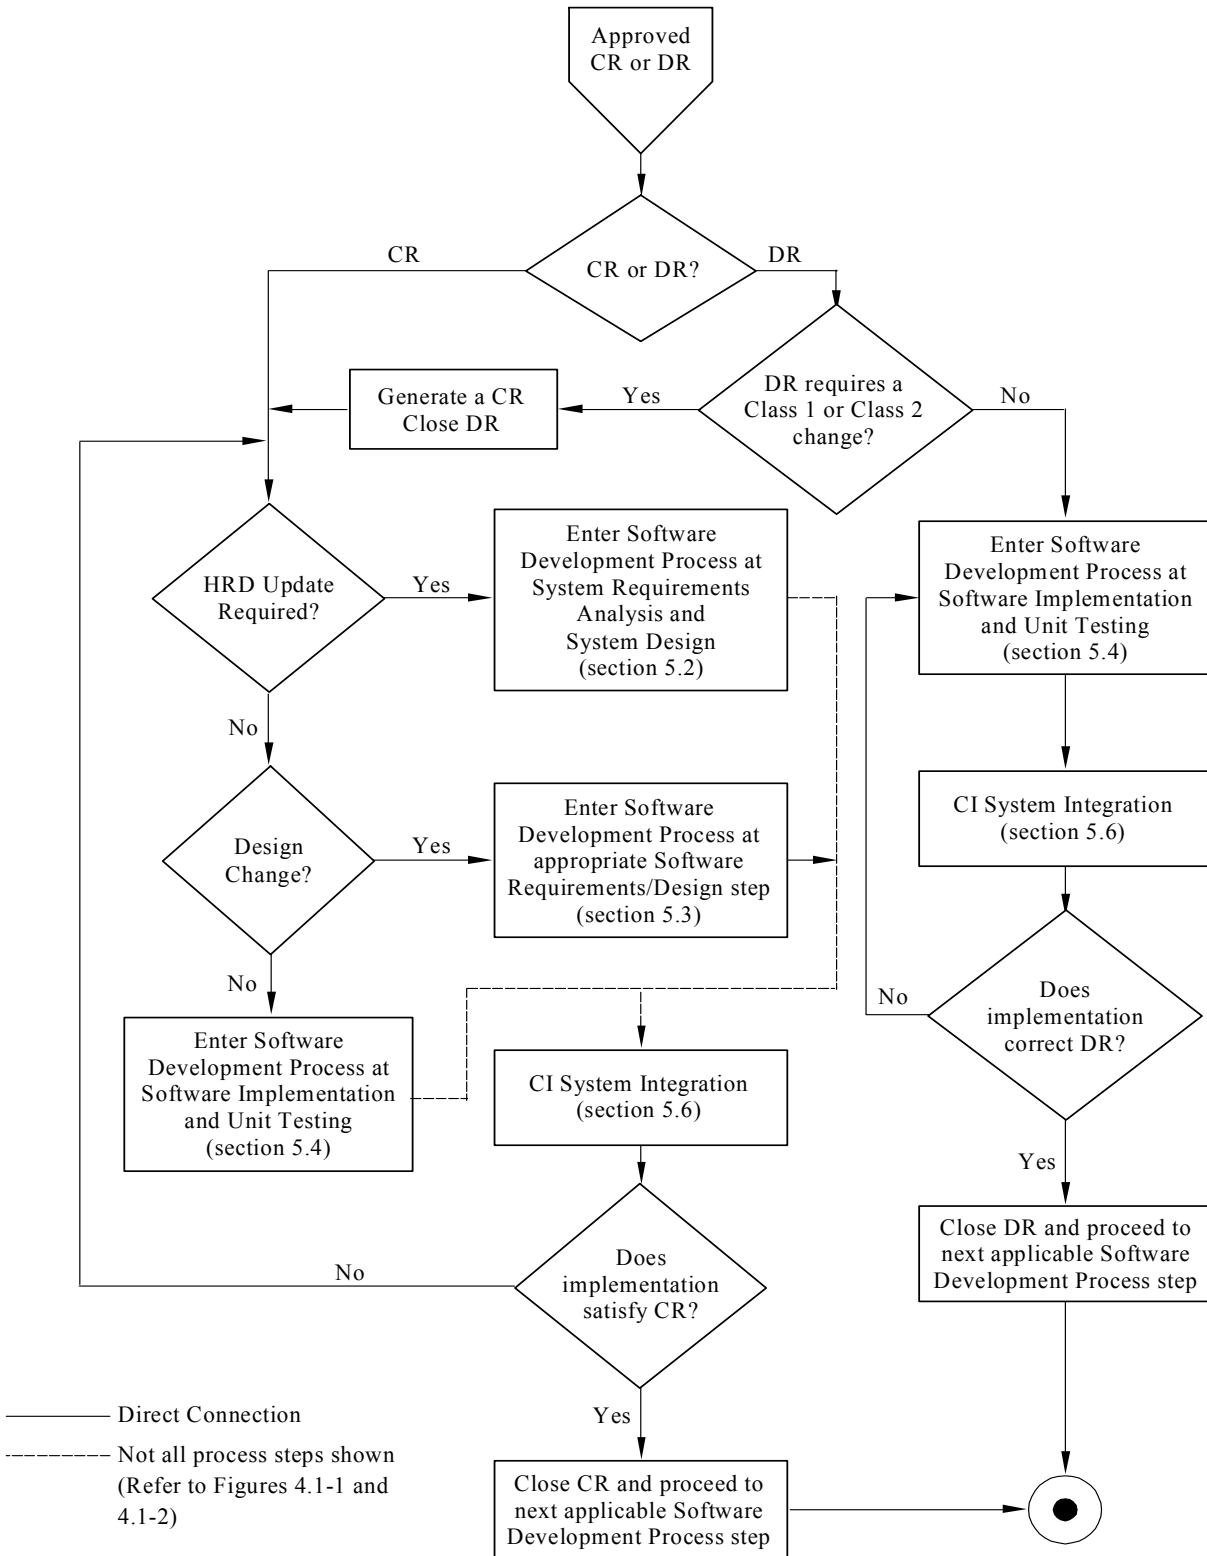 Approved
CR or DR
CR
CR or DR?
DR
Generate a CR
Close DR
Yes
DR requires a
Class 1 or Class 2
change?
No
HRD Update
Required?
Yes
Enter Software
Development Process at
System Requirements
Analysis and
System Design
(section 5.2)
Enter Software
Development Process at
Software Implementation
and Unit Testing
(section 5.4)
No
Design
Change?
Yes
Enter Software
Development Process at
appropriate Software
Requirements/Design step
(section 5.3)
CI System Integration
(section 5.6)
No
Enter Software
Development Process at
Software Implementation
and Unit Testing
(section 5.4)
CI System Integration
(section 5.6)
No
Does
implementation
correct DR?
Yes
Close DR and proceed to
next applicable Software
Development Process step
No
Does
implementation
satisfy CR?
Yes
Close CR and proceed to
next applicable Software
Development Process step
Direct Connection
Not all process steps shown
(Refer to Figures 4.1-1 and
4.1-2)